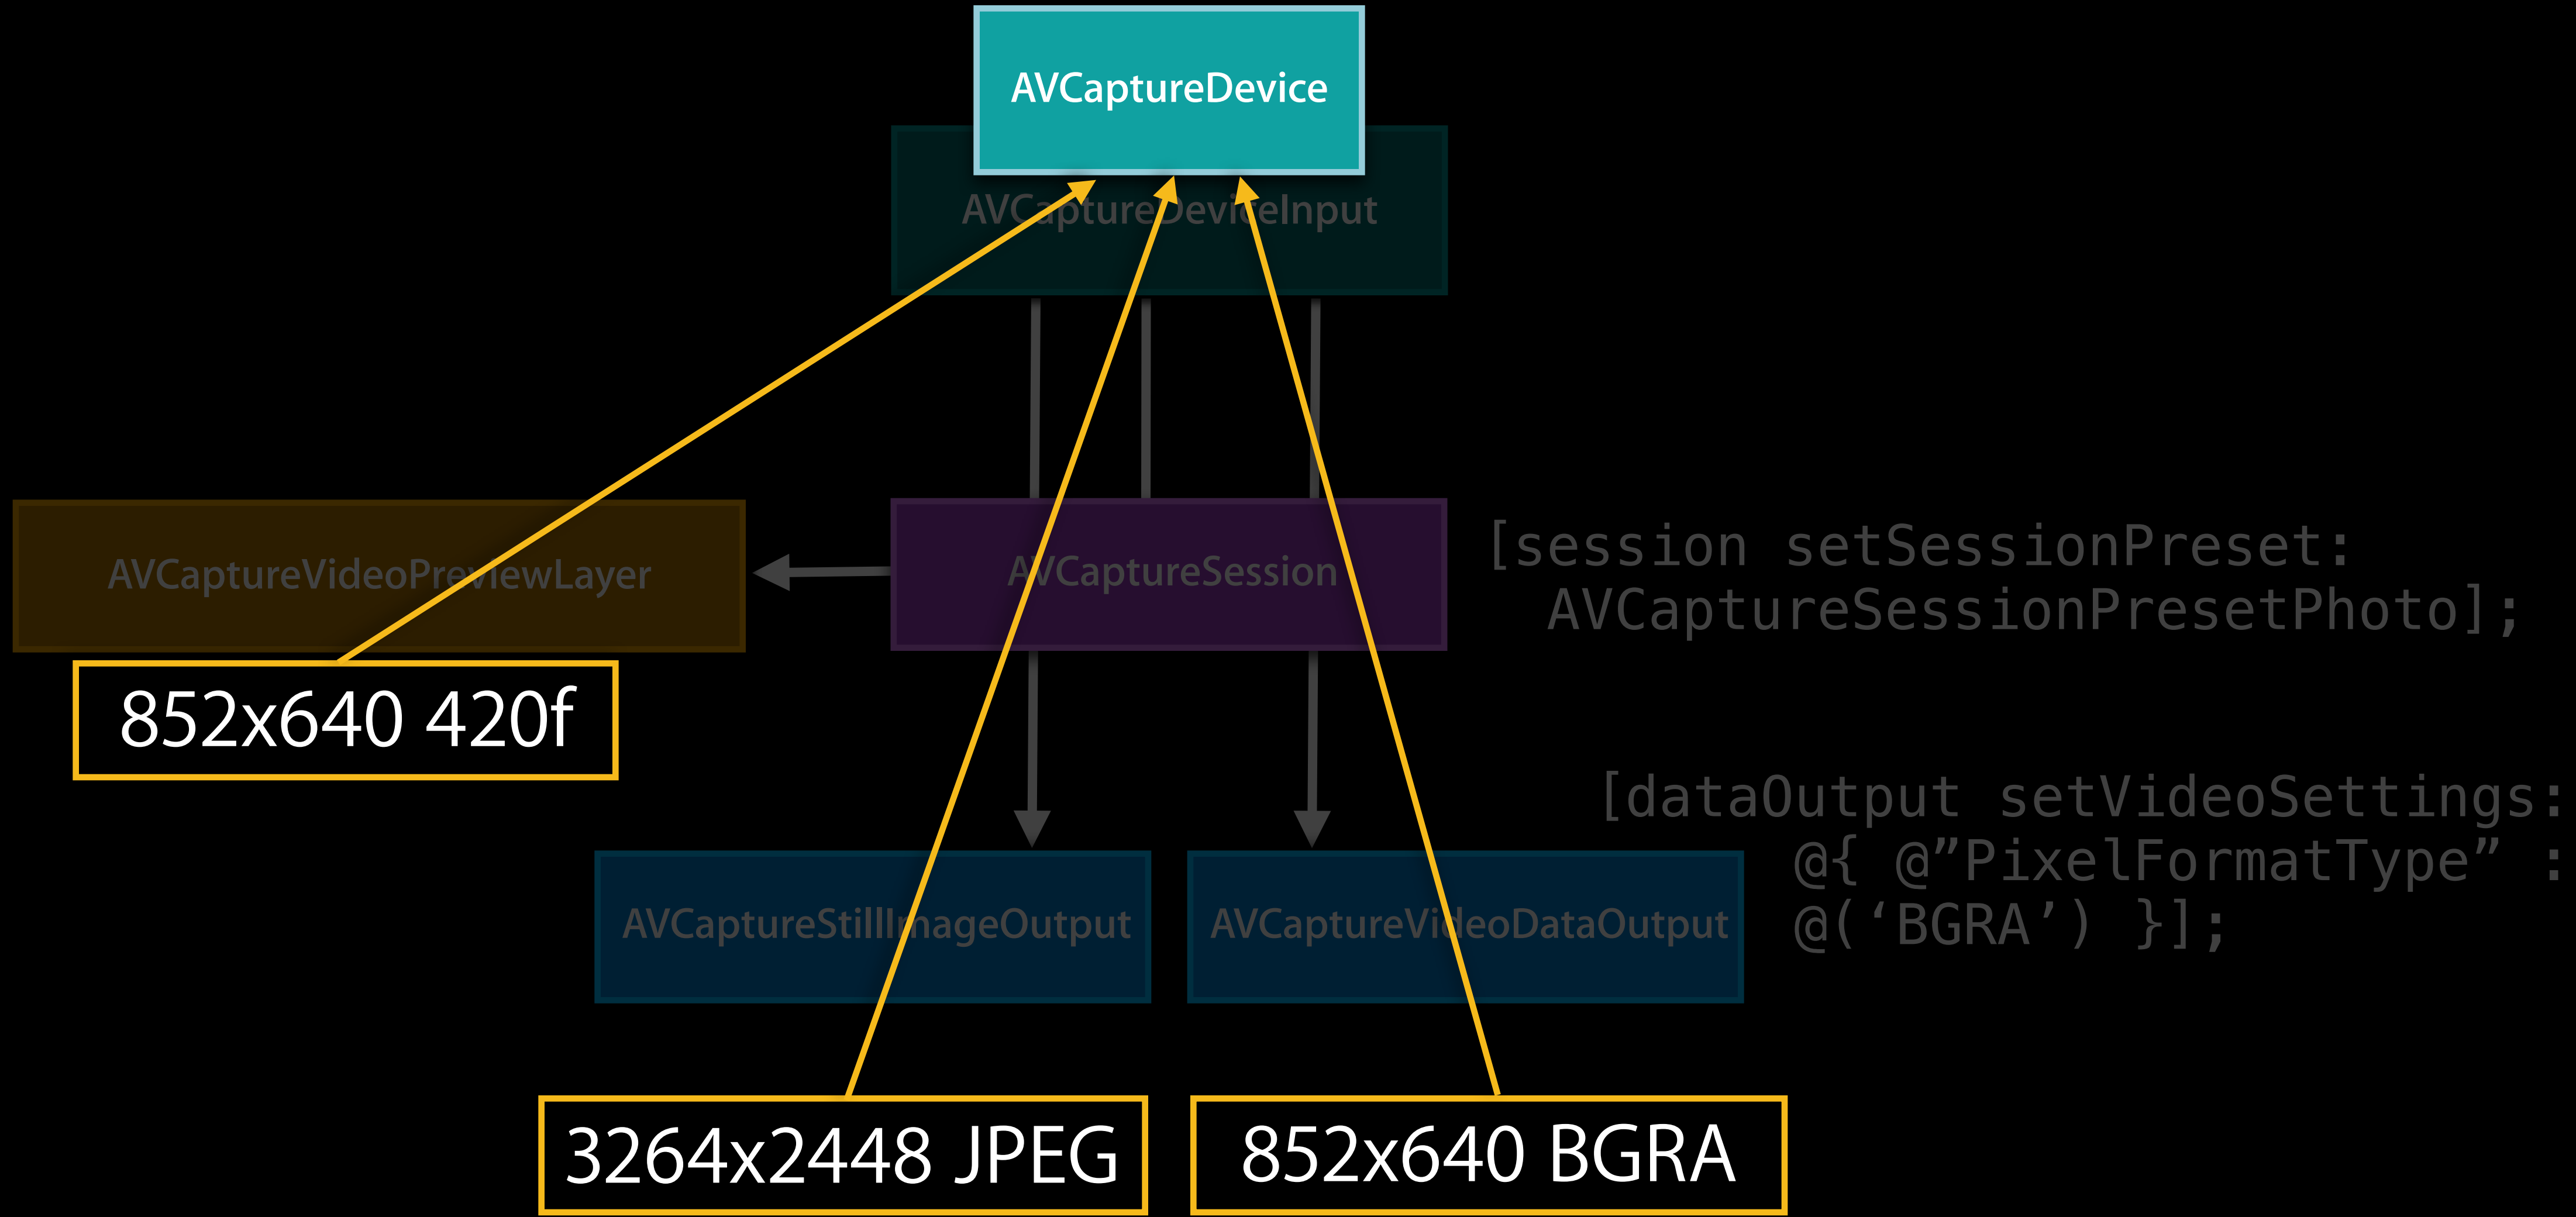 AVCaptureDevice
AVCaptureDeviceInput
AVCaptureVideoPreviewLayer
AVCaptureSession
[session setSessionPreset:
AVCaptureSessionPresetPhoto];
852x640 420f
[dataOutput setVideoSettings:
@{ @”PixelFormatType” :
@(‘BGRA’) }];
AVCaptureStillImageOutput
AVCaptureVideoDataOutput
3264x2448 JPEG
852x640 BGRA